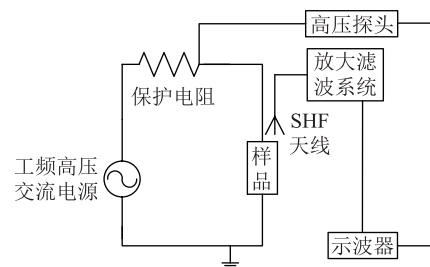 高压探头
放大滤
波系统
保护电阻
SHF
天线
工频高压
交流电源
样
品
示波器